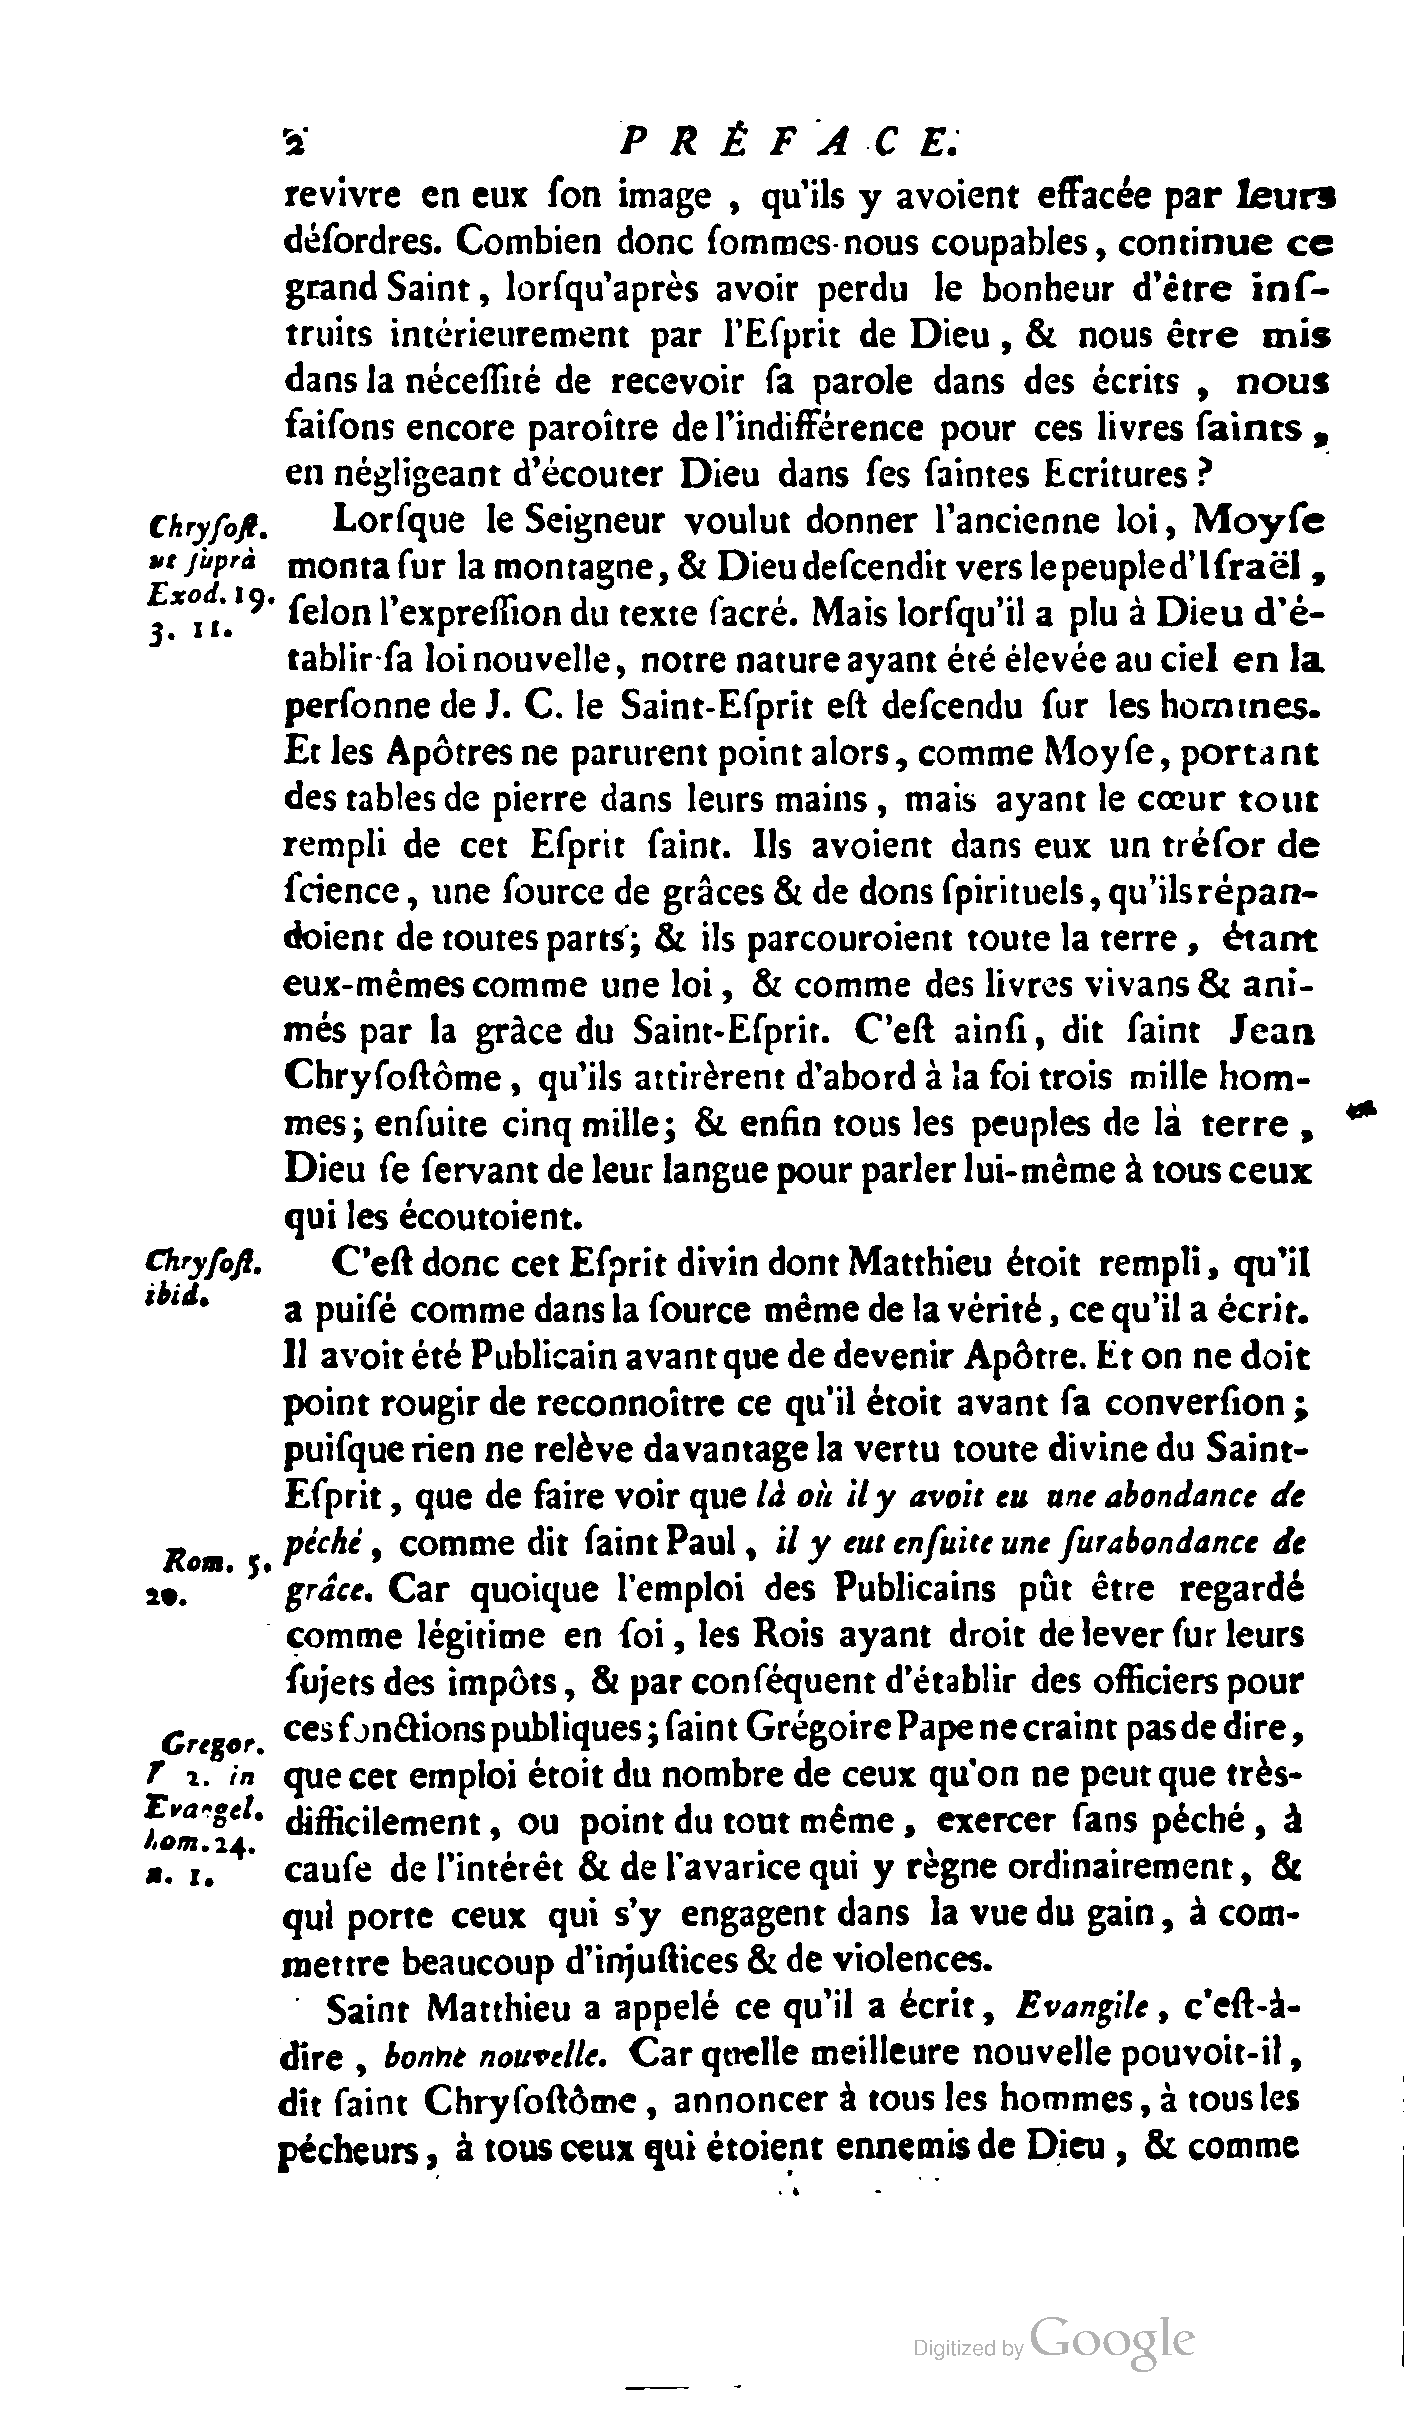 2 PRÉFACE.
revivre en eux ſon image , qu'ils y avoient effacée par leurs
déſordres. Combien donc ſommes-nous coupables, continue ce
grand Saint, lorſqu'après avoir perdu le bonheur d'être inſ-
truits intérieurement par l'Eſprit de Dieu, & nous être mis
dans la néceſſité de recevoir ſa parole dans des écrits , nous
faiſons encore paroître de l'indifférence pour ces livres ſaints,
en négligeant d'écouter Dieu dans ſes ſaintes Ecritures ?
Chryſoſt. Lorſque le Seigneur voulut donner l'ancienne loi, Moyſe
ut ſuprà monta ſur la montagne, & Dieu deſcendit vers le peuple d'Iſraël,
Exod. 19. ſelon l'expreſſion du texte ſacré. Mais lorſqu'il a plu à Dieu d'é-
3. 11.
tablir ſa loi nouvelle, notre nature ayant été élevée au ciel en la
perſonne de J. C. le Saint-Eſprit eſt deſcendu ſur les hommes.
Et les Apôtres ne parurent point alors, comme Moyſe, portant
des tables de pierre dans leurs mains, mais ayant le cœur tout
rempli de cet Eſprit ſaint. Ils avoient dans eux un tréſor de
ſcience, une ſource de grâces & de dons ſpirituels, qu'ils répan-
doient de toutes parts; & ils parcouroient toute la terre, étant
eux-mêmes comme une loi, & comme des livres vivans & ani-
més par la grâce du Saint-Eſprit. C'eſt ainſi, dit ſaint Jean
Chryſoſtôme, qu'ils attirèrent d'abord à la foi trois mille hom-
mes; enſuite cinq mille; & enfin tous les peuples de là terre,
Dieu ſe ſervant de leur langue pour parler lui-même à tous ceux
qui les écoutoient.
Chryſoſt. C'eſt donc cet Eſprit divin dont Matthieu étoit rempli, qu'il
ibid. a puiſé comme dans la ſource même de la vérité, ce qu'il a écrit.
Il avoit été Publicain avant que de devenir Apôtre. Et on ne doit
point rougir de reconnoître ce qu'il étoit avant ſa converſion;
puiſque rien ne relève davantage la vertu toute divine du Saint-
Eſprit, que de faire voir que là où il y avoit eu une abondance de
péché, comme dit ſaint Paul, il y eut enſuite une ſurabondance de
Rom. 5.
20. grâce. Car quoique l'emploi des Publicains pût être regardé
comme légitime en ſoi, les Rois ayant droit de lever ſur leurs
ſujets des impôts, & par conſéquent d'établir des officiers pour
Gregor. ces fonctions publiques; ſaint Grégoire Pape ne craint pas de dire,
T 2. in que cet emploi étoit du nombre de ceux qu'on ne peut que très-
Evangel. difficilement, ou point du tout même, exercer ſans péché, à
hom. 24.
n. 1. cauſe de l'intérêt & de l'avarice qui y règne ordinairement, &
qui porte ceux qui s'y engagent dans la vue du gain, à com-
mettre beaucoup d'injuſtices & de violences.
Saint Matthieu a appelé ce qu'il a écrit, Evangile, c'eſt-à-
dire, bonne nouvelle. Car quelle meilleure nouvelle pouvoit-il,
dit ſaint Chryſoſtôme, annoncer à tous les hommes, à tous les
pécheurs, à tous ceux qui étoient ennemis de Dieu, & comme
Digitized by Google